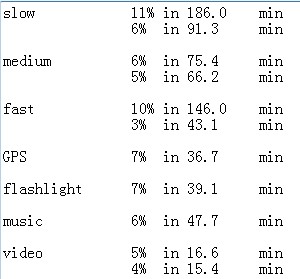 slow 11% in 186.0 min
6% in 91.3 min
medium 6% in 75.4 min
5% in 66.2 min
fast 10% in 146.0 min
3% in 43.1 min
GPS 7% in 36.7 min
flashlight 7% in 39.1 min
music 6% in 47.7 min
video 5% in 16.6 min
4% in 15.4 min